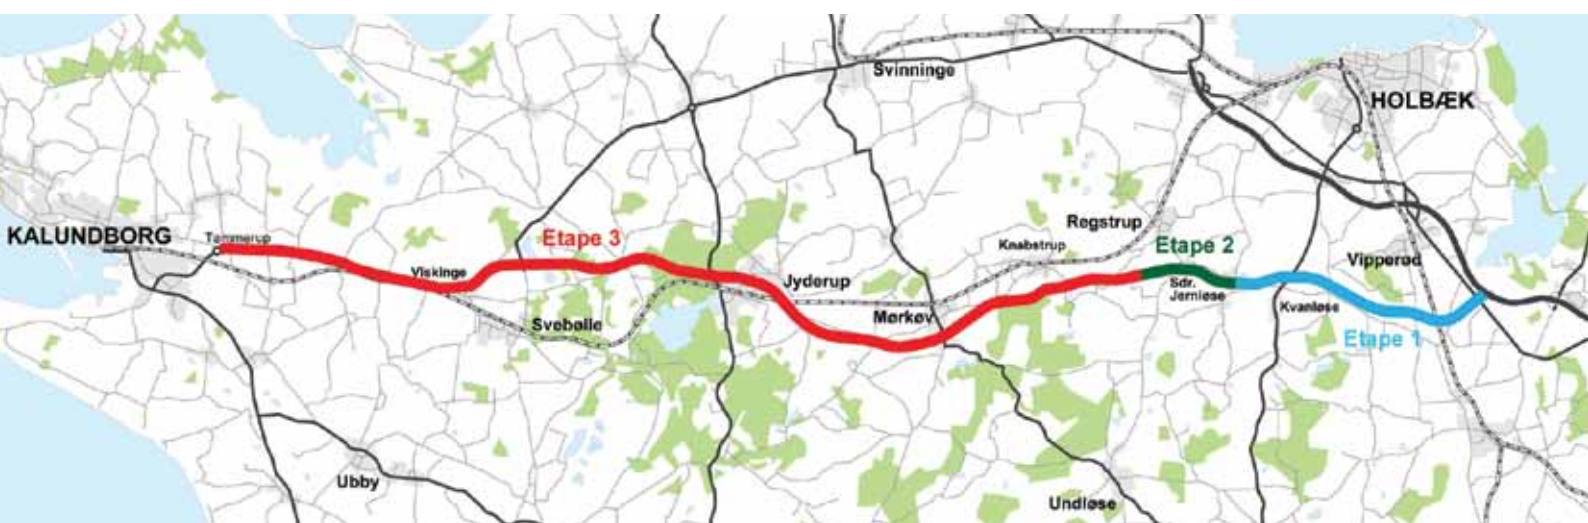 Svinninge
HOLBÆK
Regstrup
KALUNDBORG
Tømmerup
Etape 3
Knabstrup
Etape 2
Vipperød
Viskinge
Jyderup
Sdr.
Jernløse
Kvanløse
Mørkøv
Svebølle
Etape 1
Ubby
Undløse